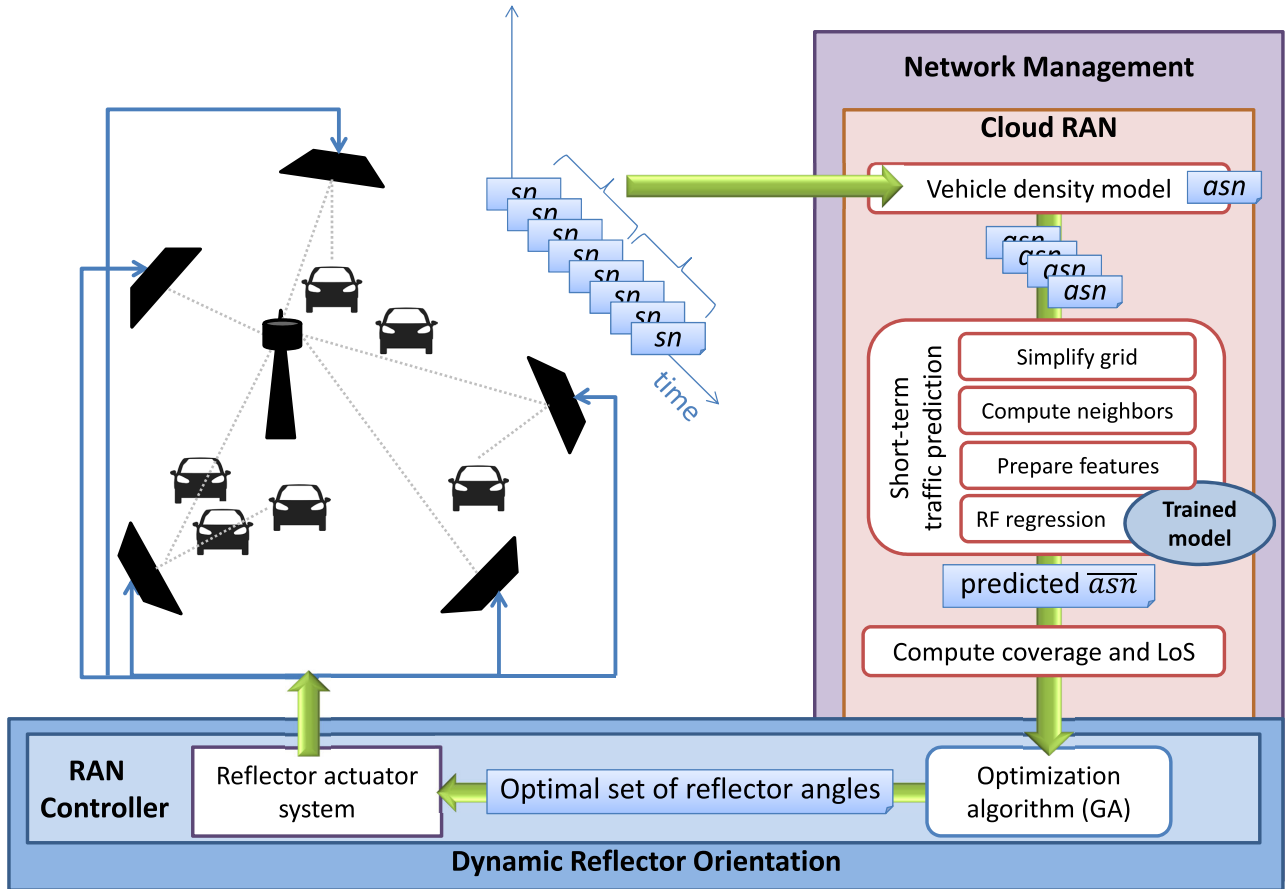 Network Management
Cloud RAN
Vehicle density model
asn
sn
sn
sn
sn
sn
sn
sn
sn
time
asn
asn
asn
asn
Short-term
traffic prediction
Simplify grid
Compute neighbors
Prepare features
RF regression
Trained
model
predicted a̅s̅n̅
Compute coverage and LoS
RAN
Controller
Reflector actuator
system
Optimal set of reflector angles
Optimization
algorithm (GA)
Dynamic Reflector Orientation